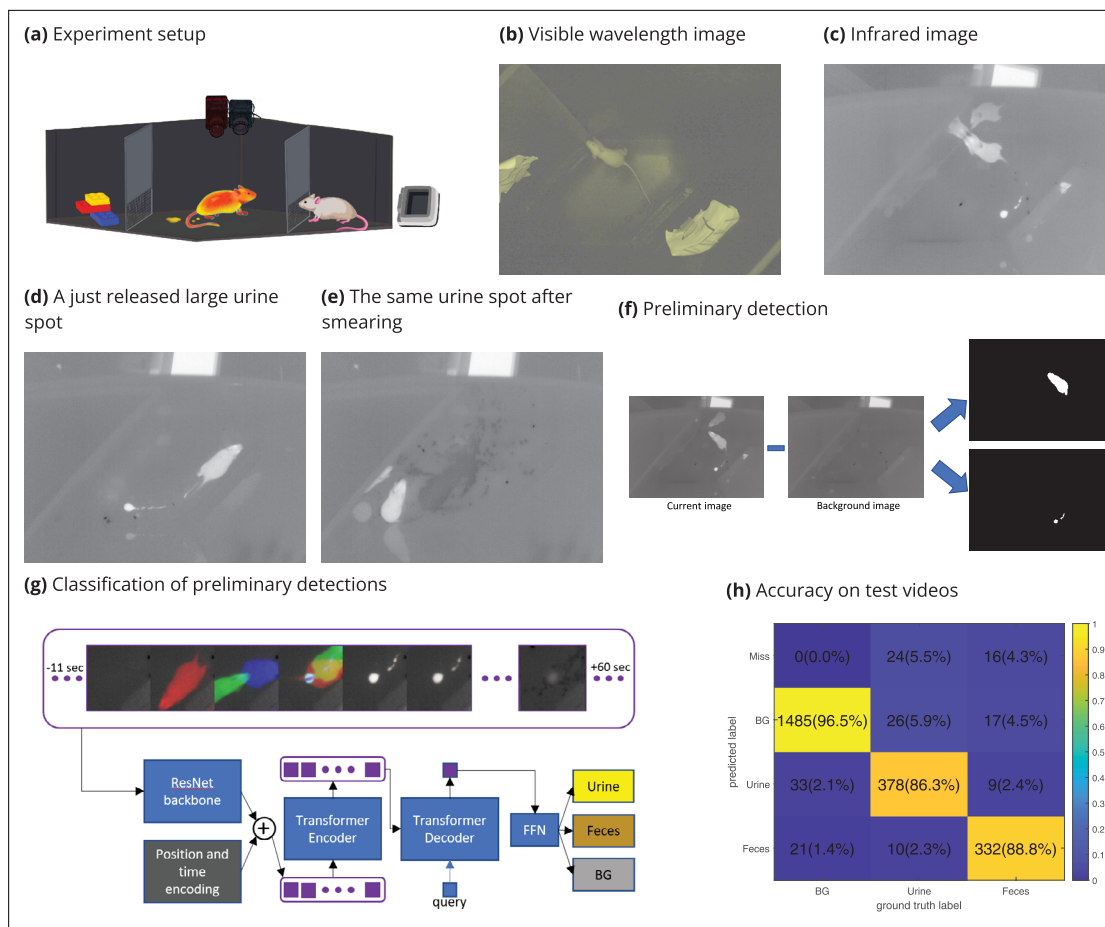 (a) Experiment setup
(b) Visible wavelength image
(c) Infrared image
(d) A just released large urine
spot
(e) The same urine spot after
smearing
(f) Preliminary detection
Current image
Background image
(g) Classification of preliminary detections
-11 sec
+60 sec
ResNet
backbone
Position and
time
encoding
Transformer
Encoder
Transformer
Decoder
query
FFN
Urine
Feces
BG
(h) Accuracy on test videos
predicted label
Miss
0(0.0%) 24(5.5%) 16(4.3%)
BG
1485(96.5%) 26(5.9%) 17(4.5%)
Urine
33(2.1%) 378(86.3%) 9(2.4%)
Feces
21(1.4%) 10(2.3%) 332(88.8%)
BG Urine Feces
ground truth label
1
0.9
0.8
0.7
0.6
0.5
0.4
0.3
0.2
0.1
0